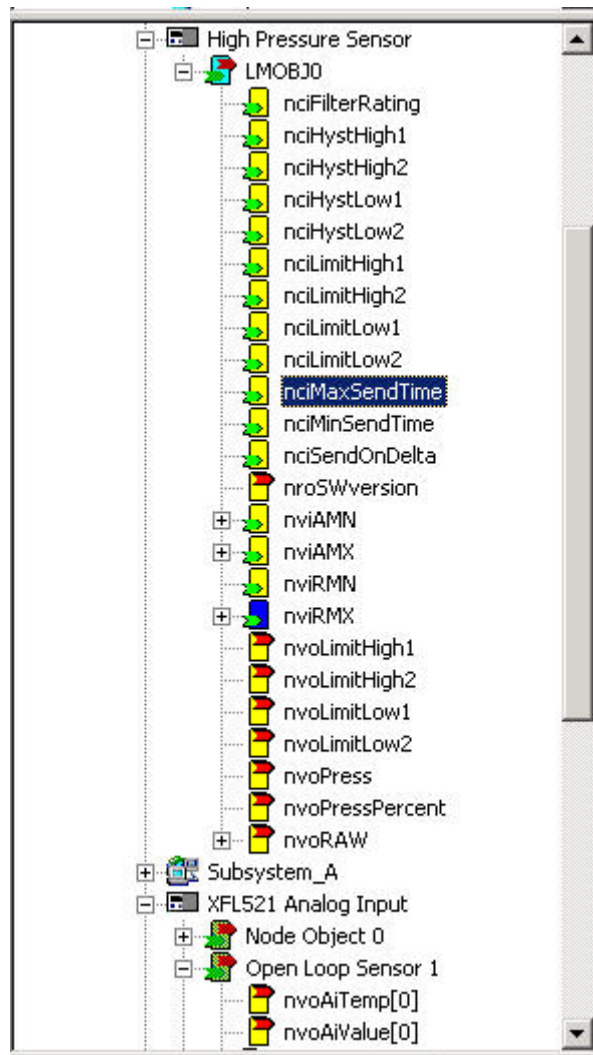 High Pressure Sensor
LMOBJ0
nciFilterRating
nciHystHigh1
nciHystHigh2
nciHystLow1
nciHystLow2
nciLimitHigh1
nciLimitHigh2
nciLimitLow1
nciLimitLow2
nciMaxSendTime
nciMinSendTime
nciSendOnDelta
nroSWversion
nviAMN
nviAMX
nviRMN
nviRMX
nvoLimitHigh1
nvoLimitHigh2
nvoLimitLow1
nvoLimitLow2
nvoPress
nvoPressPercent
nvoRAW
Subsystem_A
XFL521 Analog Input
Node Object 0
Open Loop Sensor 1
nvoAiTemp[0]
nvoAiValue[0]